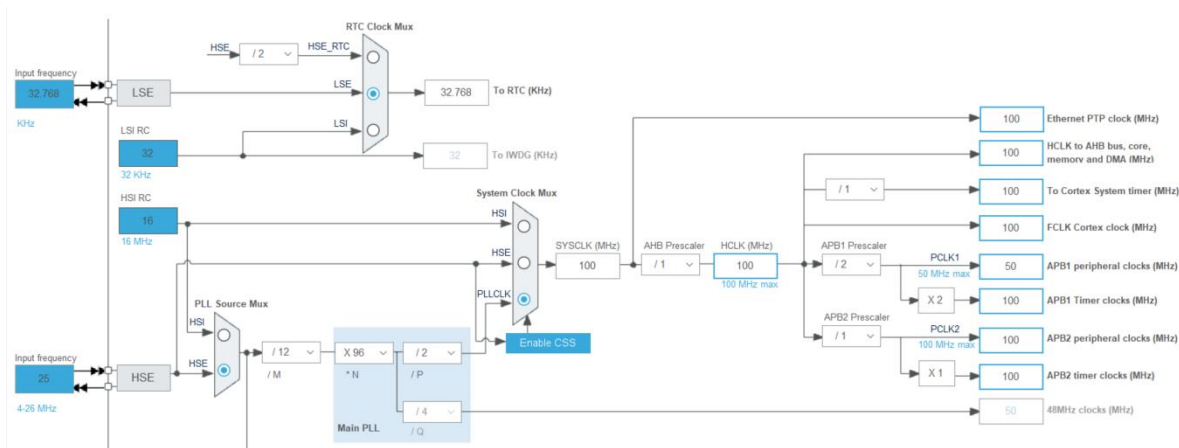 RTC Clock Mux
HSE
/ 2
HSE_RTC
Input frequency
32.768
KHz
LSE
LSE
32.768
To RTC (KHz)
LSI RC
LSI
32
32 KHz
32
To IWDG (KHz)
HSI RC
16
16 MHz
System Clock Mux
HSI
HSE
PLLCLK
Enable CSS
SYSCLK (MHz)
100
AHB Prescaler
/ 1
HCLK (MHz)
100
100 MHz max
100
Ethernet PTP clock (MHz)
100
HCLK to AHB bus, core,
memory and DMA (MHz)
/ 1
100
To Cortex System timer (MHz)
100
FCLK Cortex clock (MHz)
APB1 Prescaler
/ 2
PCLK1
50 MHz max
50
APB1 peripheral clocks (MHz)
X 2
100
APB1 Timer clocks (MHz)
APB2 Prescaler
/ 1
PCLK2
100 MHz max
100
APB2 peripheral clocks (MHz)
X 1
100
APB2 timer clocks (MHz)
50
48MHz clocks (MHz)
PLL Source Mux
HSI
HSE
Input frequency
25
4-26 MHz
HSE
/ 12
/ M
X 96
* N
/ 2
/ P
/ 4
/ Q
Main PLL